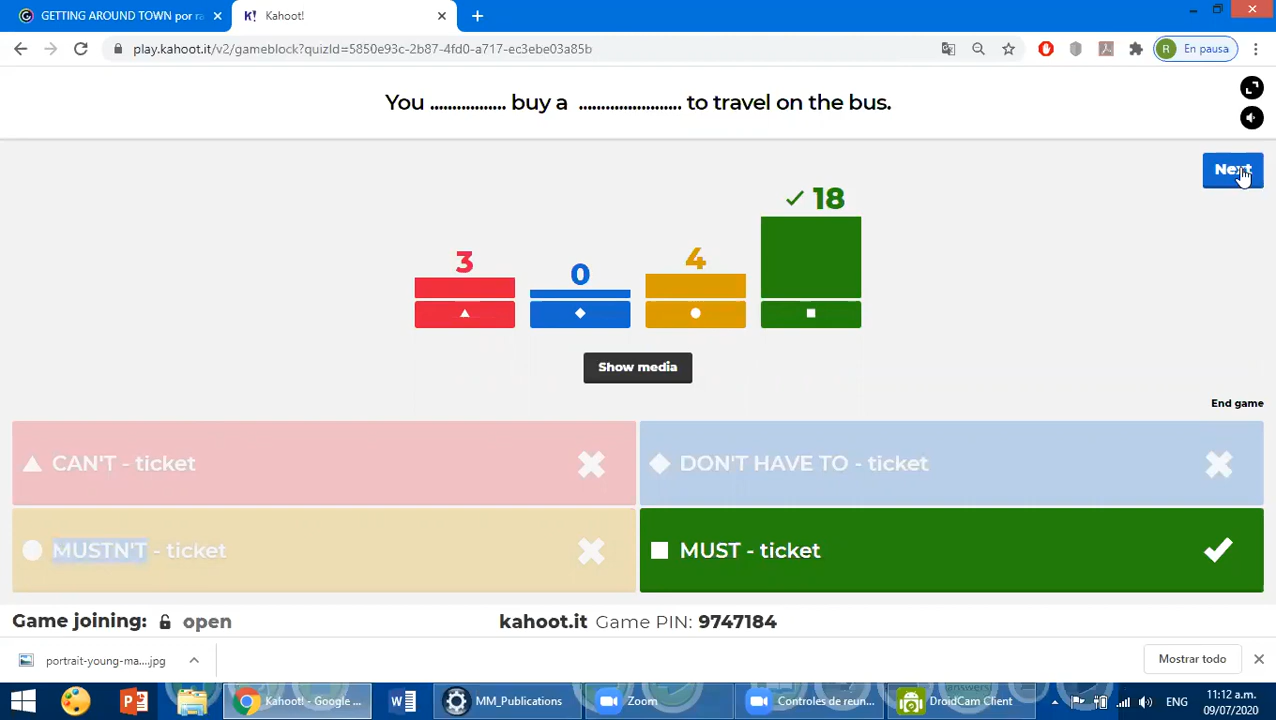 GETTING AROUND TOWN por ra
K! Kahoot!
play.kahoot.it/v2/gameblock?quizId=5850e93c-2b87-4fd0-a717-ec3ebe03a85b
R En pausa
You ................. buy a ....................... to travel on the bus.
Next
18
3
0
4
Show media
End game
CAN'T - ticket
DON'T HAVE TO - ticket
MUSTN'T - ticket
MUST - ticket
Game joining: open
kahoot.it Game PIN: 9747184
portrait-young-ma....jpg
Mostrar todo
Kahoot! - Google ...
MM_Publications
Zoom
Controles de reun...
DroidCam Client
ENG
11:12 a.m.
09/07/2020